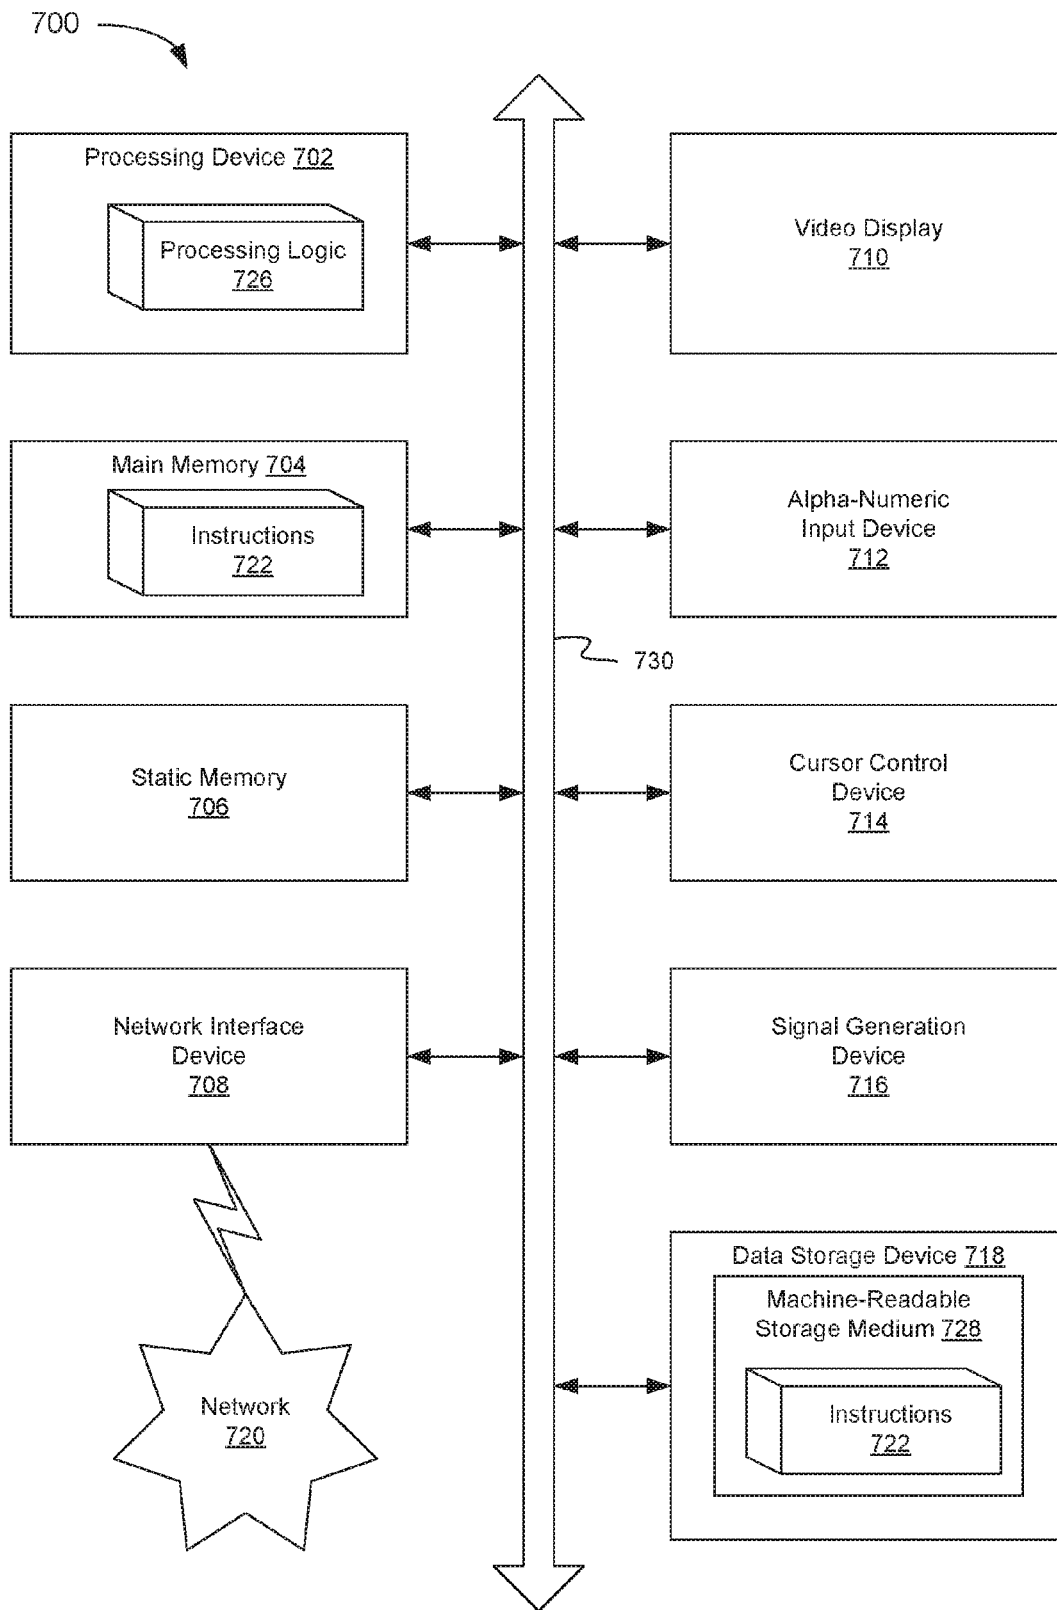 700
Processing Device 702
Processing Logic
726
Video Display
710
Main Memory 704
Instructions
722
Alpha-Numeric
Input Device
712
730
Static Memory
706
Cursor Control
Device
714
Network Interface
Device
708
Signal Generation
Device
716
Data Storage Device 718
Machine-Readable
Storage Medium 728
Instructions
722
Network
720